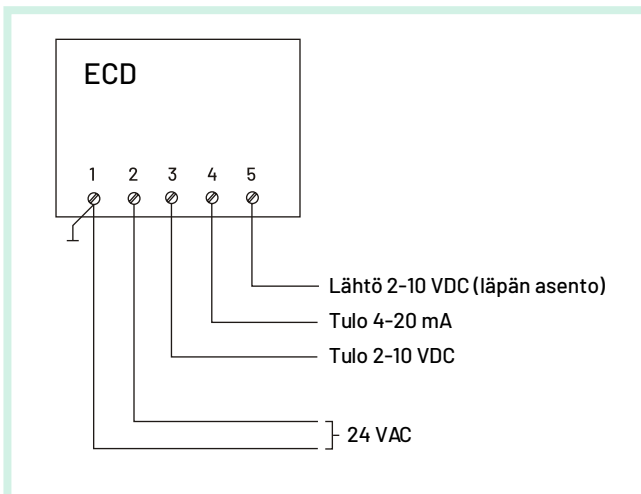 ECD
1 2 3 4 5
Lähtö 2-10 VDC (läpän asento)
Tulo 4-20 mA
Tulo 2-10 VDC
24 VAC